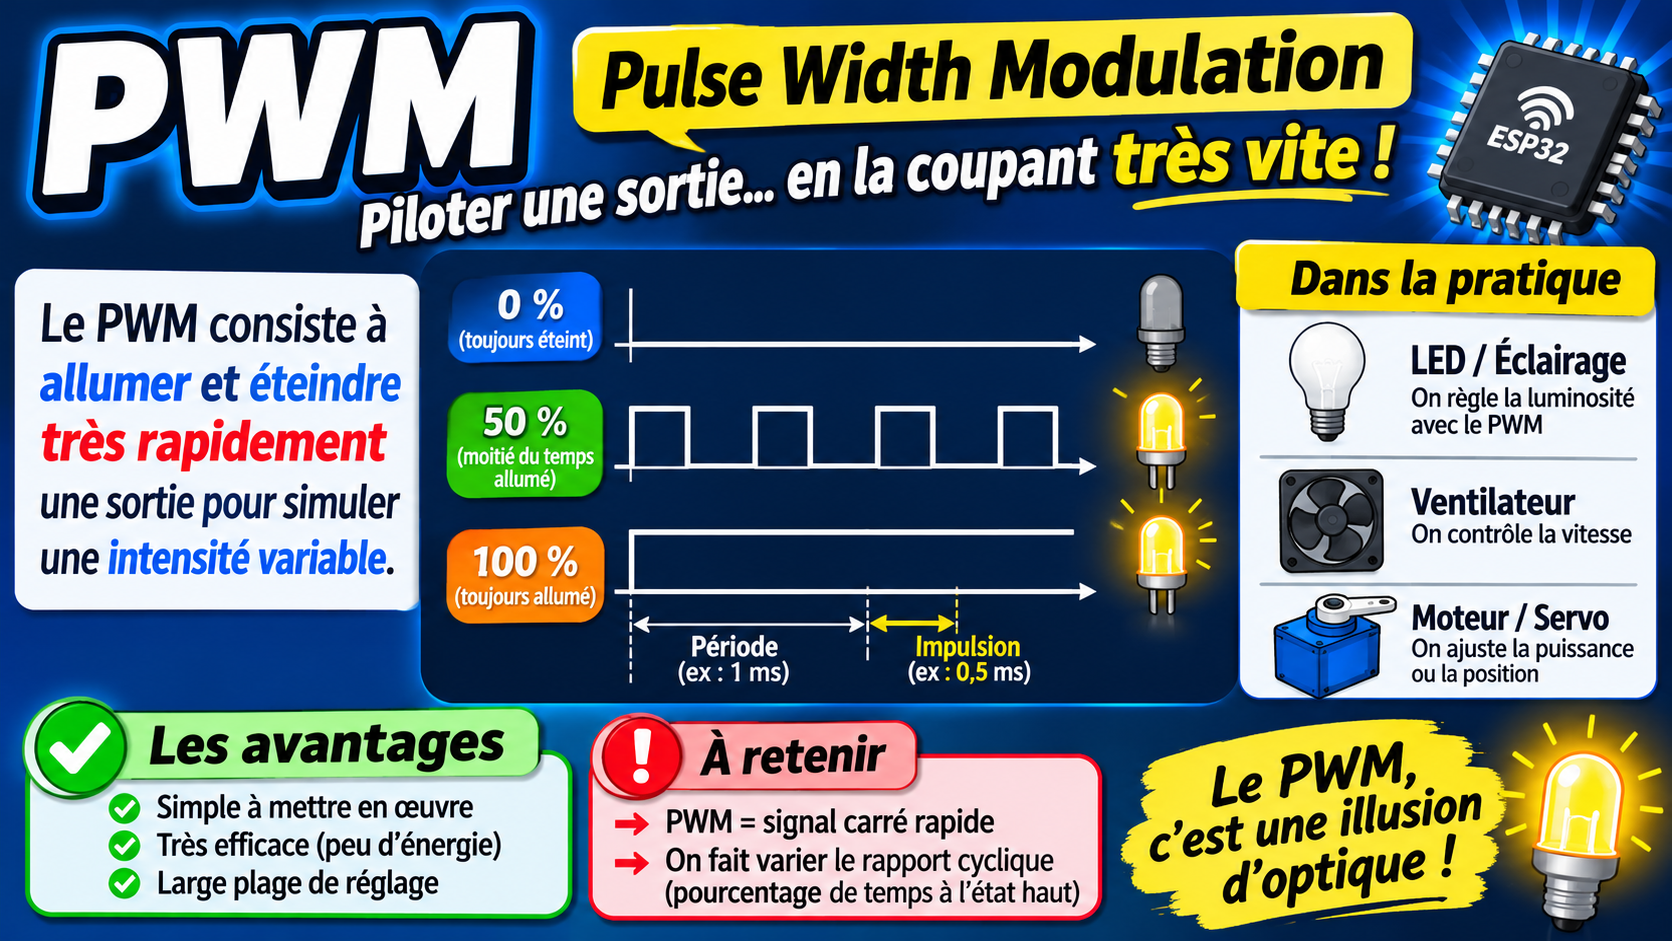 PWM
Pulse Width Modulation
Piloter une sortie... en la coupant très vite !
ESP32
Le PWM consiste à
allumer et éteindre
très rapidement
une sortie pour simuler
une intensité variable.
0 %
(toujours éteint)
50 %
(moitié du temps
allumé)
100 %
(toujours allumé)
Période
(ex : 1 ms)
Impulsion
(ex : 0,5 ms)
Dans la pratique
LED / Éclairage
On règle la luminosité
avec le PWM
Ventilateur
On contrôle la vitesse
Moteur / Servo
On ajuste la puissance
ou la position
Les avantages
Simple à mettre en œuvre
Très efficace (peu d'énergie)
Large plage de réglage
À retenir
PWM = signal carré rapide
On fait varier le rapport cyclique
(pourcentage de temps à l'état haut)
Le PWM,
c'est une illusion
d'optique !